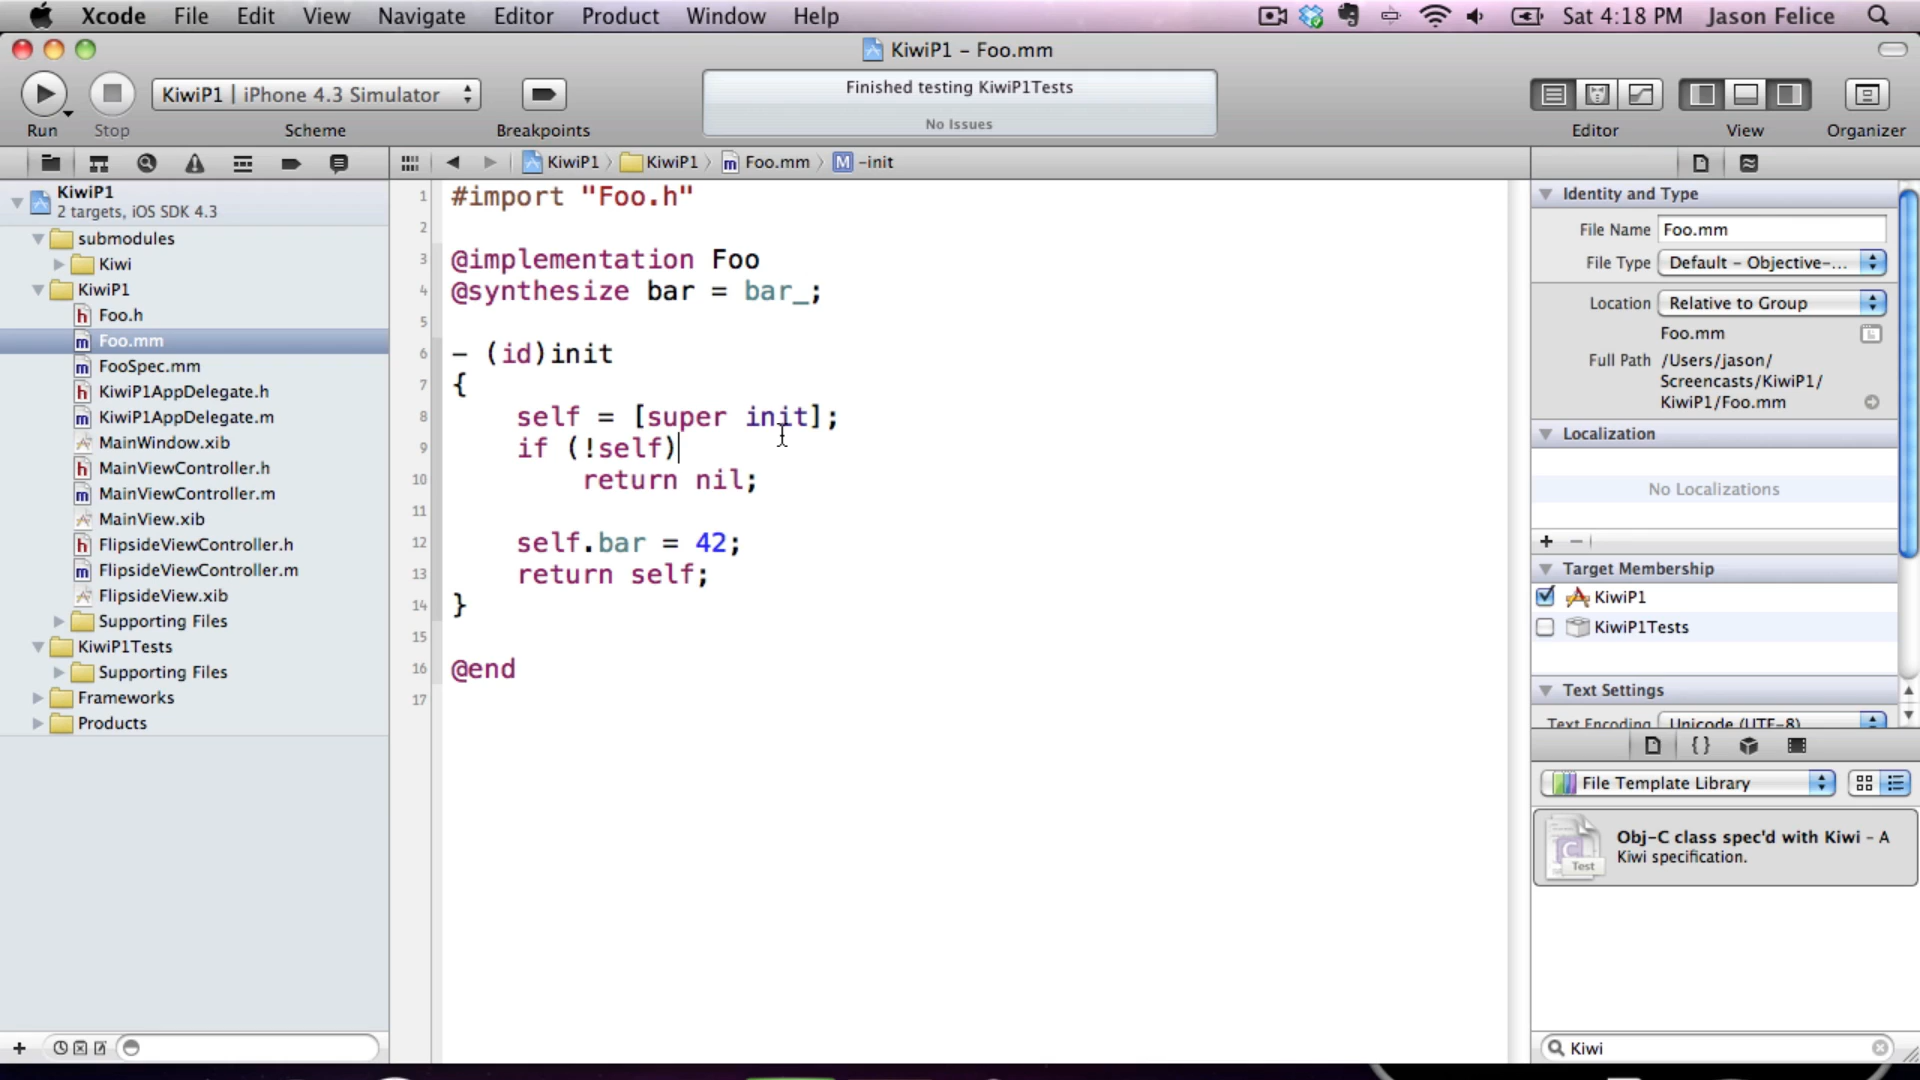 Xcode File Edit View Navigate Editor Product Window Help Sat 4:18 PM Jason Felice
KiwiP1 – Foo.mm
KiwiP1 | iPhone 4.3 Simulator
Finished testing KiwiP1Tests
No Issues
Run Stop Scheme Breakpoints Editor View Organizer
KiwiP1 KiwiP1 Foo.mm M -init
KiwiP1
2 targets, iOS SDK 4.3
submodules
Kiwi
KiwiP1
h Foo.h
m Foo.mm
m FooSpec.mm
h KiwiP1AppDelegate.h
m KiwiP1AppDelegate.m
MainWindow.xib
h MainViewController.h
m MainViewController.m
MainView.xib
h FlipsideViewController.h
m FlipsideViewController.m
FlipsideView.xib
Supporting Files
KiwiP1Tests
Supporting Files
Frameworks
Products
1 #import "Foo.h"
2
3 @implementation Foo
4 @synthesize bar = bar_;
5
6 – (id)init
7 {
8 self = [super init];
9 if (!self)
10 return nil;
11
12 self.bar = 42;
13 return self;
14 }
15
16 @end
17
Identity and Type
File Name Foo.mm
File Type Default – Objective-...
Location Relative to Group
Foo.mm
Full Path /Users/jason/
Screencasts/KiwiP1/
KiwiP1/Foo.mm
Localization
No Localizations
+ –
Target Membership
KiwiP1
KiwiP1Tests
Text Settings
Text Encoding Unicode (UTF-8)
{ }
File Template Library
Test
Obj-C class spec'd with Kiwi – A
Kiwi specification.
Kiwi